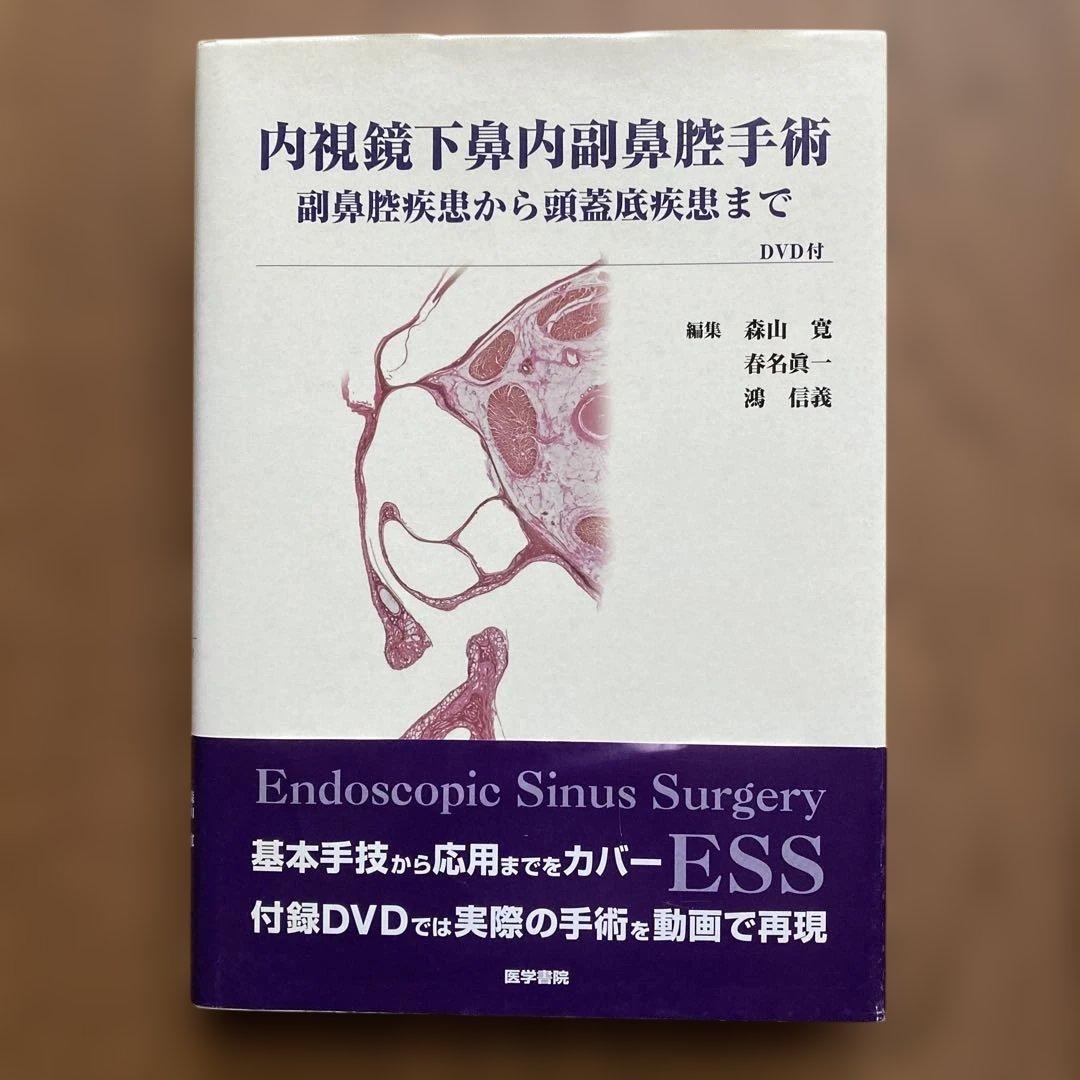 内視鏡下鼻内副鼻腔手術
副鼻腔疾患から頭蓋底疾患まで
DVD付
編集 森山 寛
春名眞一
鴻 信義
Endoscopic Sinus Surgery
基本手技から応用までをカバー ESS
付録DVDでは実際の手術を動画で再現
医学書院